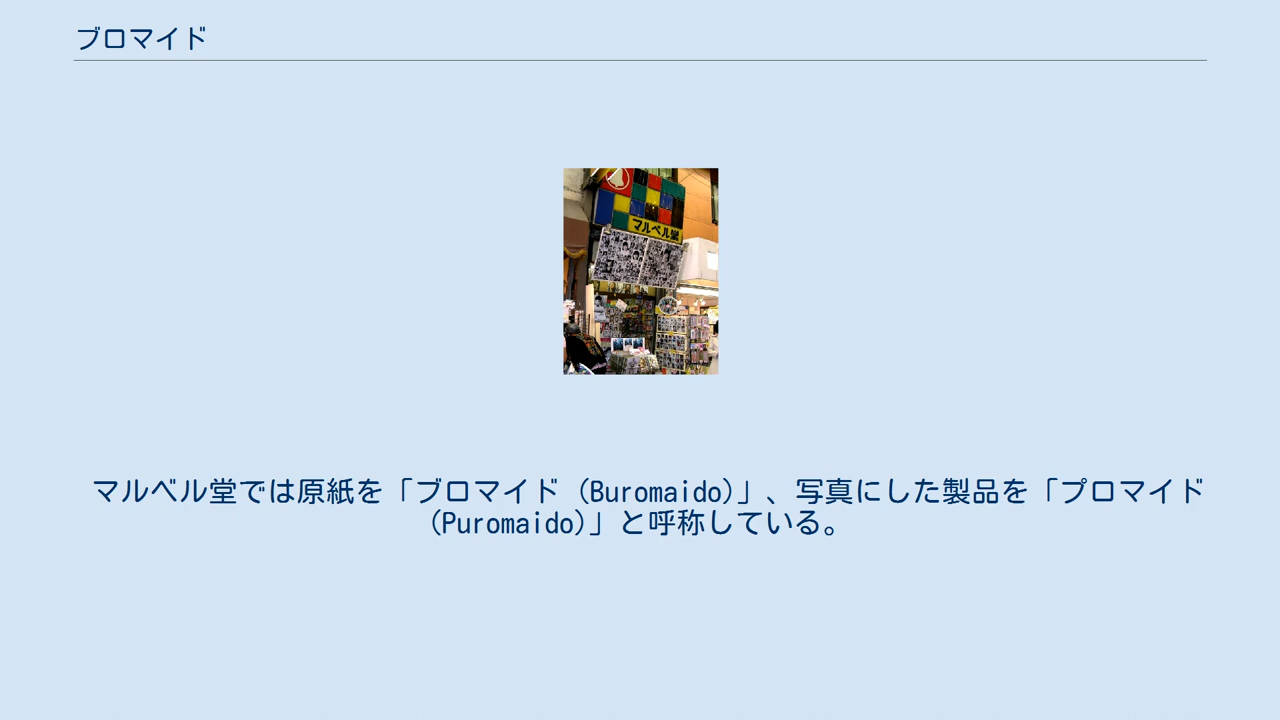 ブロマイド
マルベル堂
マルベル堂では原紙を「ブロマイド (Buromaido)」、写真にした製品を「プロマイド
(Puromaido)」と呼称している。